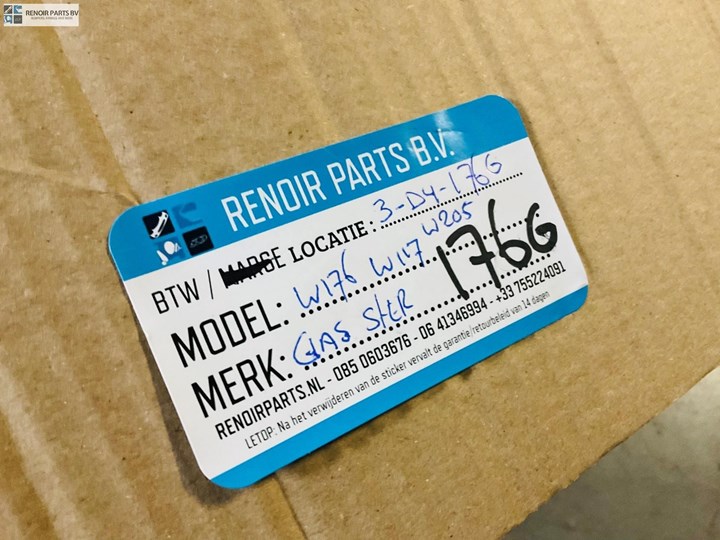 RENOIR PARTS BV
RENOIR PARTS B.V.
BTW / MARGE LOCATIE: 3-D4-176G
MODEL: W176 W117 W205
MERK: GAS STER 176G
RENOIRPARTS.NL - 085 0603676 - 06 41346994 - +33 755224091
LETOP: Na het verwijderen van de sticker vervalt de garantie/retourbeleid van 14 dagen